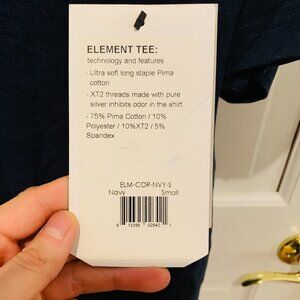 ELEMENT TEE:
technology and features
- Ultra soft long staple Pima
cotton
- XT2 threads made with pure
silver inhibits odor in the shirt
- 75% Pima Cotton / 10%
Polyester / 10%XT2 / 5%
Spandex
ELM-COR-NVY-S
Navy Small